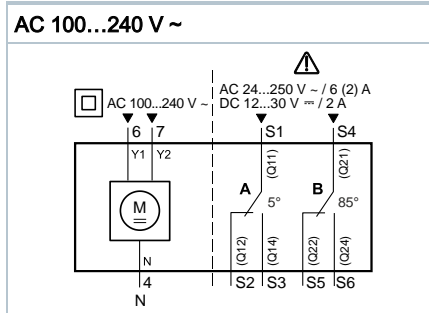 AC 100...240 V ~
AC 24...250 V ~ / 6 (2) A
AC 100...240 V ~ DC 12...30 V ⎓ / 2 A
6 7 S1 S4
Y1 Y2 (Q11) (Q21)
A B
M 5° 85°
N (Q12) (Q14) (Q22) (Q24)
4 S2 S3 S5 S6
N